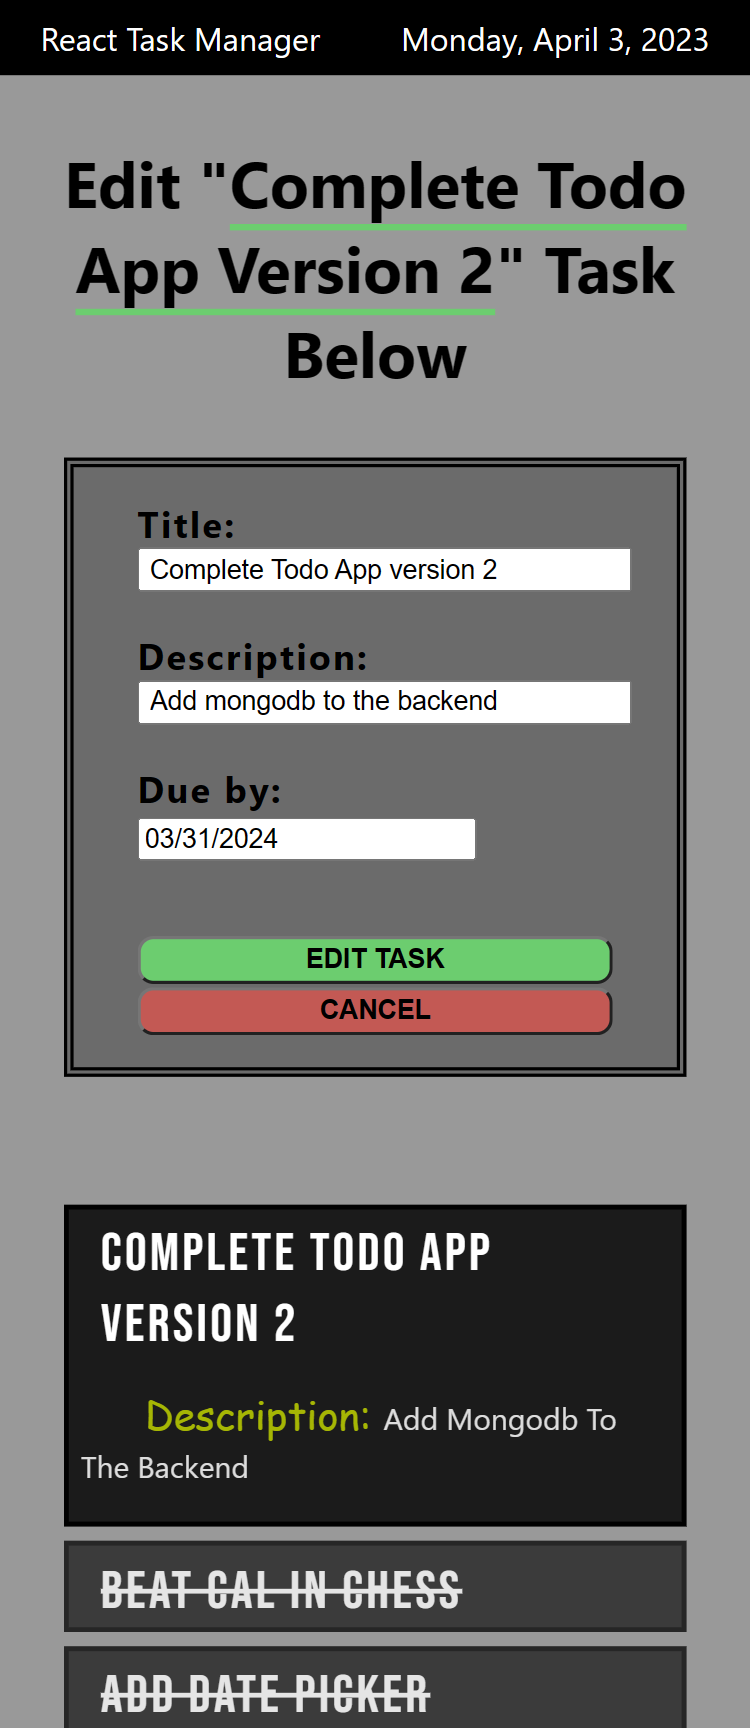 React Task Manager Monday, April 3, 2023
Edit "Complete Todo
App Version 2" Task
Below
Title:
Complete Todo App version 2
Description:
Add mongodb to the backend
Due by:
03/31/2024
EDIT TASK
CANCEL
COMPLETE TODO APP
VERSION 2
Description: Add Mongodb To
The Backend
BEAT CAL IN CHESS
ADD DATE PICKER